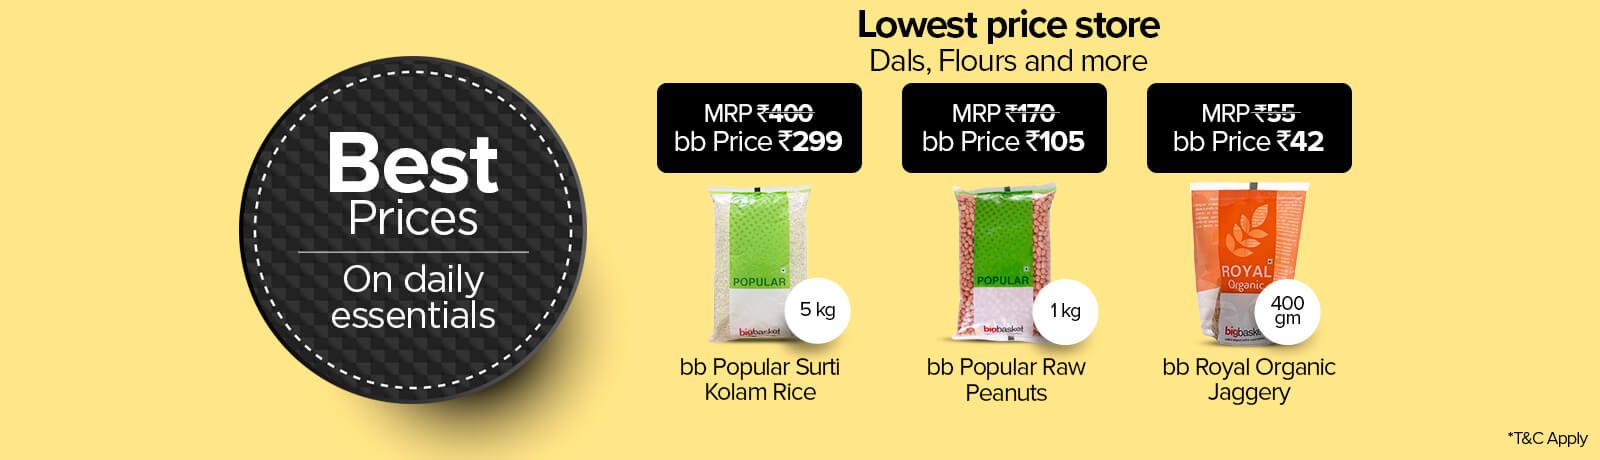 Best
Prices
On daily
essentials
Lowest price store
Dals, Flours and more
MRP ₹400
bb Price ₹299
MRP ₹170
bb Price ₹105
MRP ₹55
bb Price ₹42
POPULAR
bigbasket
5 kg
POPULAR
bigbasket
1 kg
ROYAL
Organic
bigbasket
400
gm
bb Popular Surti
Kolam Rice
bb Popular Raw
Peanuts
bb Royal Organic
Jaggery
*T&C Apply